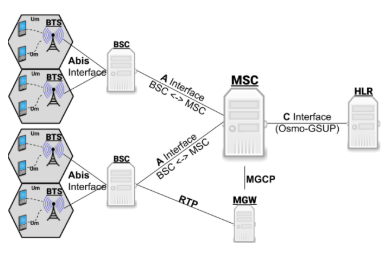 Um
BTS
Um
Abis
Interface
BSC
Um
BTS
Um
A Interface
BSC <-> MSC
MSC
HLR
C Interface
(Osmo-GSUP)
Um
BTS
Um
Abis
Interface
BSC
A Interface
BSC <-> MSC
MGCP
Um
BTS
Um
RTP
MGW